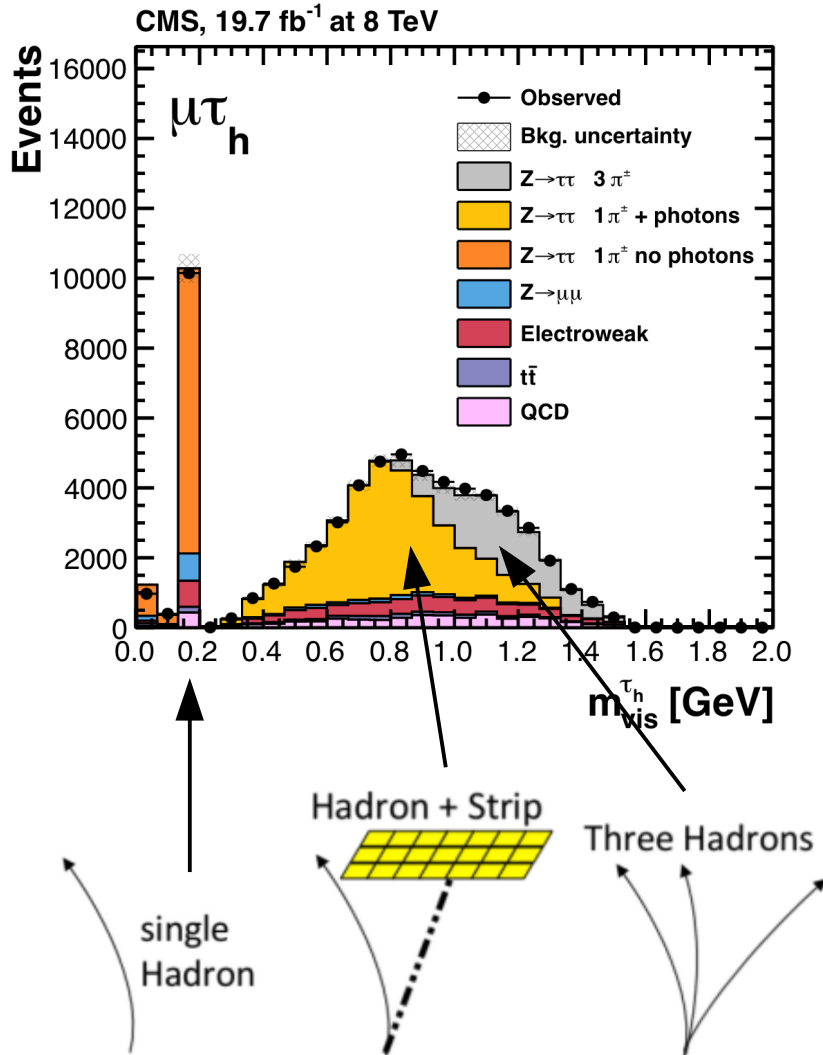 CMS, 19.7 fb⁻¹ at 8 TeV
Events
16000
14000
12000
10000
8000
6000
4000
2000
0
μτ_h
Observed
Bkg. uncertainty
Z→ττ 3π±
Z→ττ 1π± + photons
Z→ττ 1π± no photons
Z→μμ
Electroweak
tt̄
QCD
0.0 0.2 0.4 0.6 0.8 1.0 1.2 1.4 1.6 1.8 2.0
m_vis^τ_h [GeV]
Hadron + Strip
Three Hadrons
single
Hadron